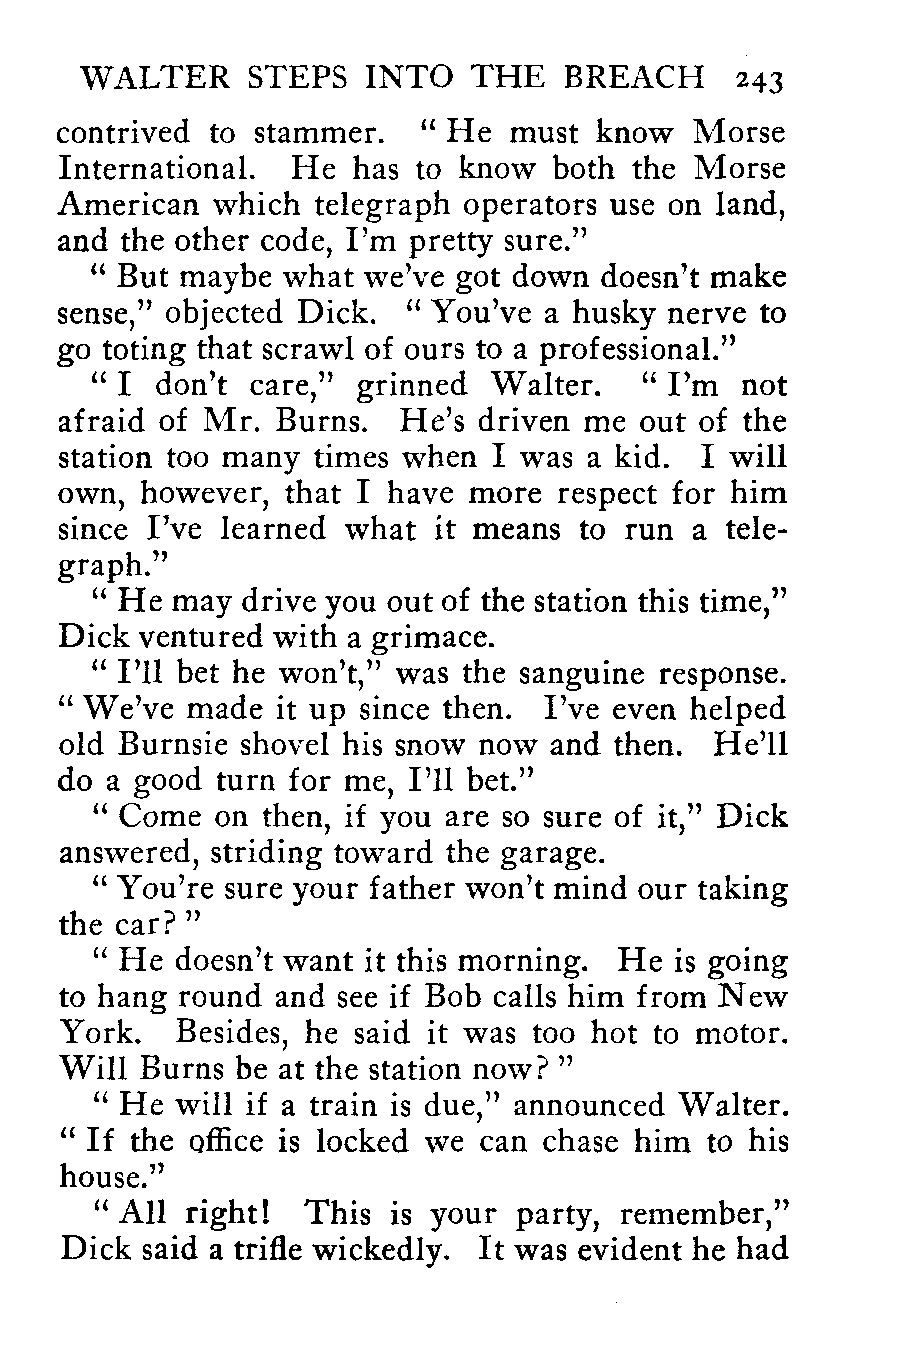 WALTER STEPS INTO THE BREACH 243
contrived to stammer. “ He must know Morse
International. He has to know both the Morse
American which telegraph operators use on land,
and the other code, I’m pretty sure.”
“ But maybe what we’ve got down doesn’t make
sense,” objected Dick. “ You’ve a husky nerve to
go toting that scrawl of ours to a professional.”
“ I don’t care,” grinned Walter. “ I’m not
afraid of Mr. Burns. He’s driven me out of the
station too many times when I was a kid. I will
own, however, that I have more respect for him
since I’ve learned what it means to run a tele-
graph.”
“ He may drive you out of the station this time,”
Dick ventured with a grimace.
“ I’ll bet he won’t,” was the sanguine response.
“ We’ve made it up since then. I’ve even helped
old Burnsie shovel his snow now and then. He’ll
do a good turn for me, I’ll bet.”
“ Come on then, if you are so sure of it,” Dick
answered, striding toward the garage.
“ You’re sure your father won’t mind our taking
the car? ”
“ He doesn’t want it this morning. He is going
to hang round and see if Bob calls him from New
York. Besides, he said it was too hot to motor.
Will Burns be at the station now? ”
“ He will if a train is due,” announced Walter.
“ If the office is locked we can chase him to his
house.”
“ All right! This is your party, remember,”
Dick said a trifle wickedly. It was evident he had